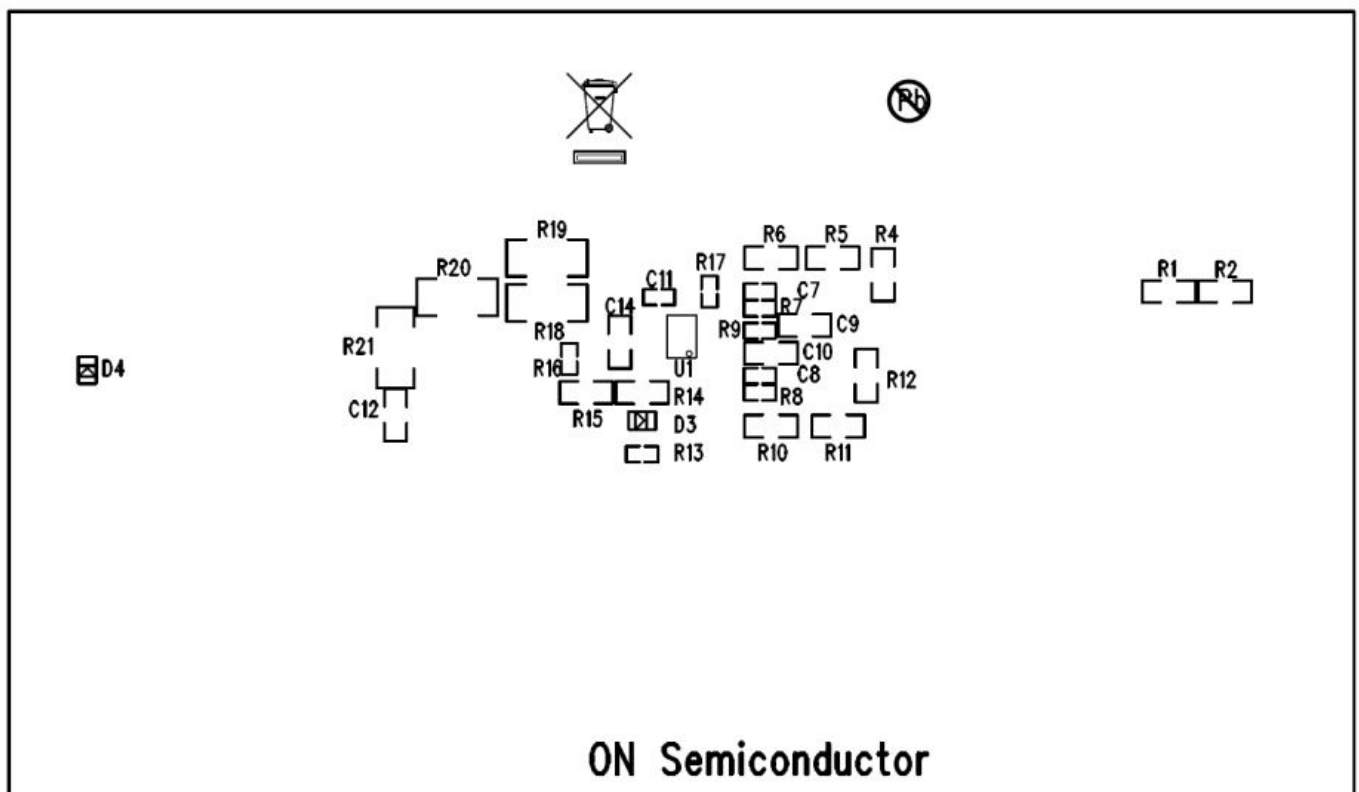 Pb
R19
R6 R5 R4
R20 C11 R17 R1 R2
C14 C7
R7
R18 R9 C9
R21 R16 U1 C10
D4 C8 R12
C12 R15 R14 R8
D3
R13 R10 R11
ON Semiconductor